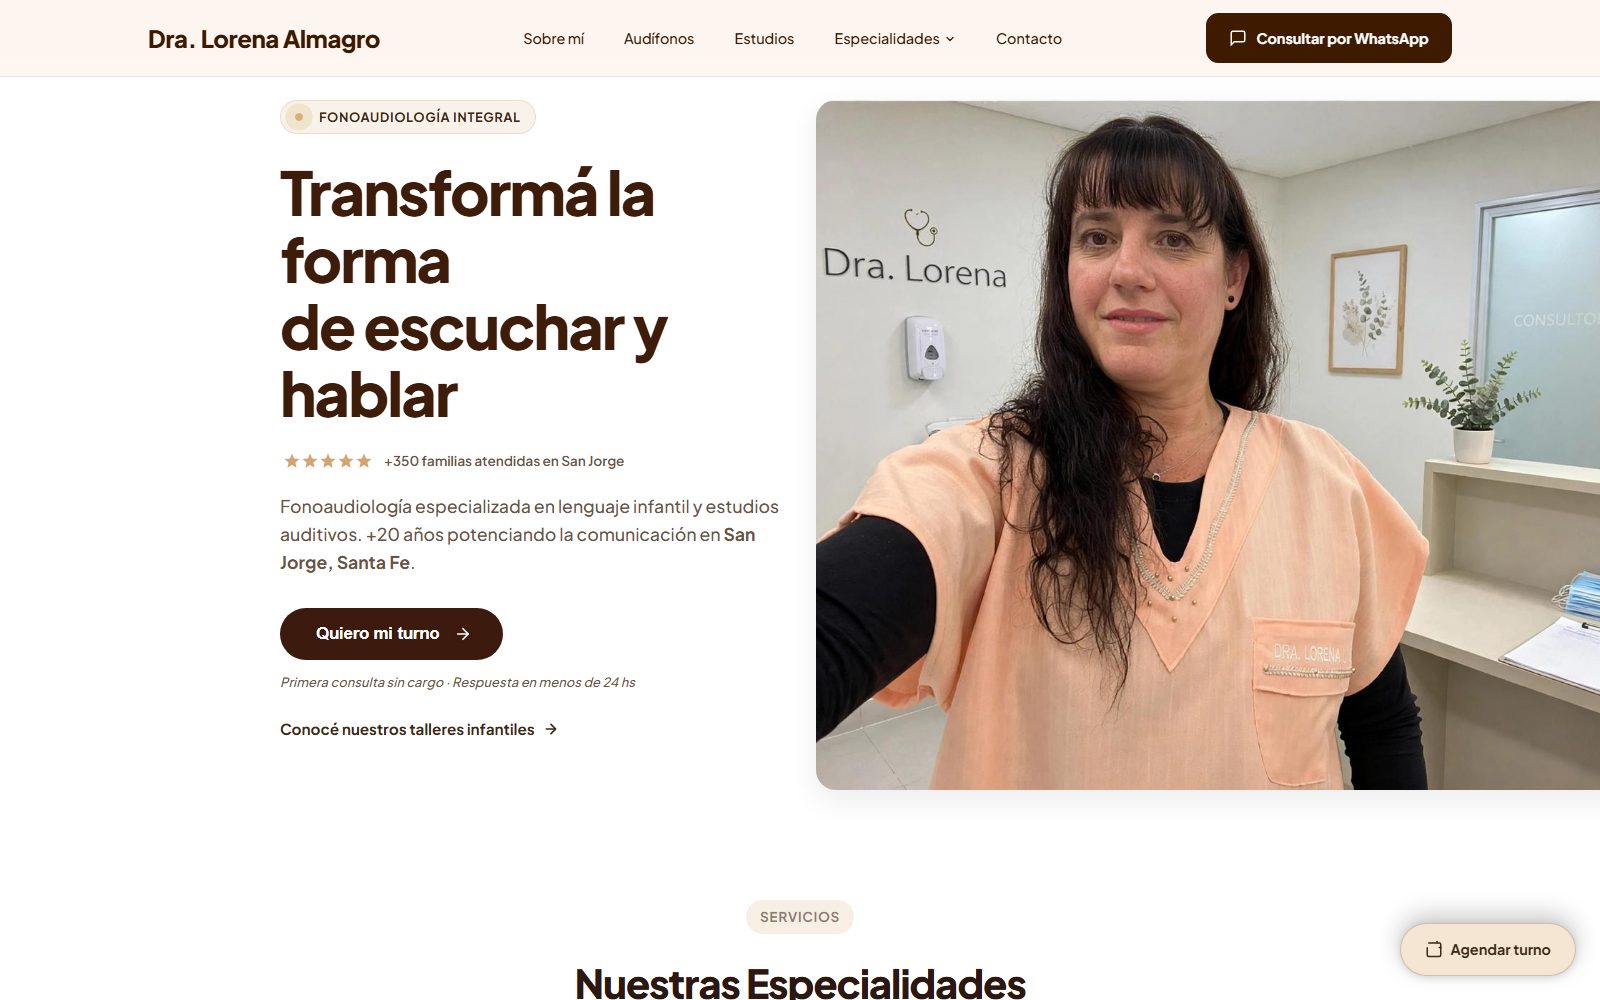 Dra. Lorena Almagro
Sobre mí
Audífonos
Estudios
Especialidades
Contacto
Consultar por WhatsApp
FONOAUDIOLOGÍA INTEGRAL
Transformá la
forma
de escuchar y
hablar
+350 familias atendidas en San Jorge
Fonoaudiología especializada en lenguaje infantil y estudios
auditivos. +20 años potenciando la comunicación en San
Jorge, Santa Fe.
Quiero mi turno
Primera consulta sin cargo · Respuesta en menos de 24 hs
Conocé nuestros talleres infantiles
Dra. Lorena
CONSULTO
DRA. LORENA
SERVICIOS
Nuestras Especialidades
Agendar turno